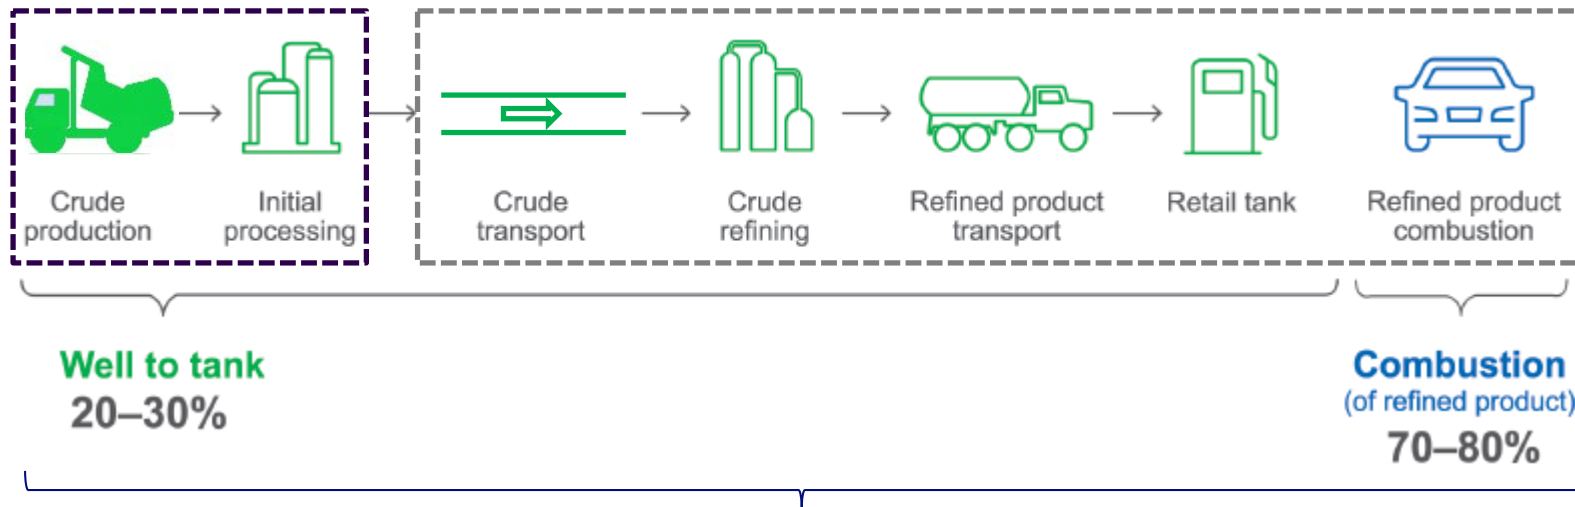 Crude
production
Initial
processing
Crude
transport
Crude
refining
Refined product
transport
Retail tank
Refined product
combustion
Well to tank
20–30%
Combustion
(of refined product)
70–80%